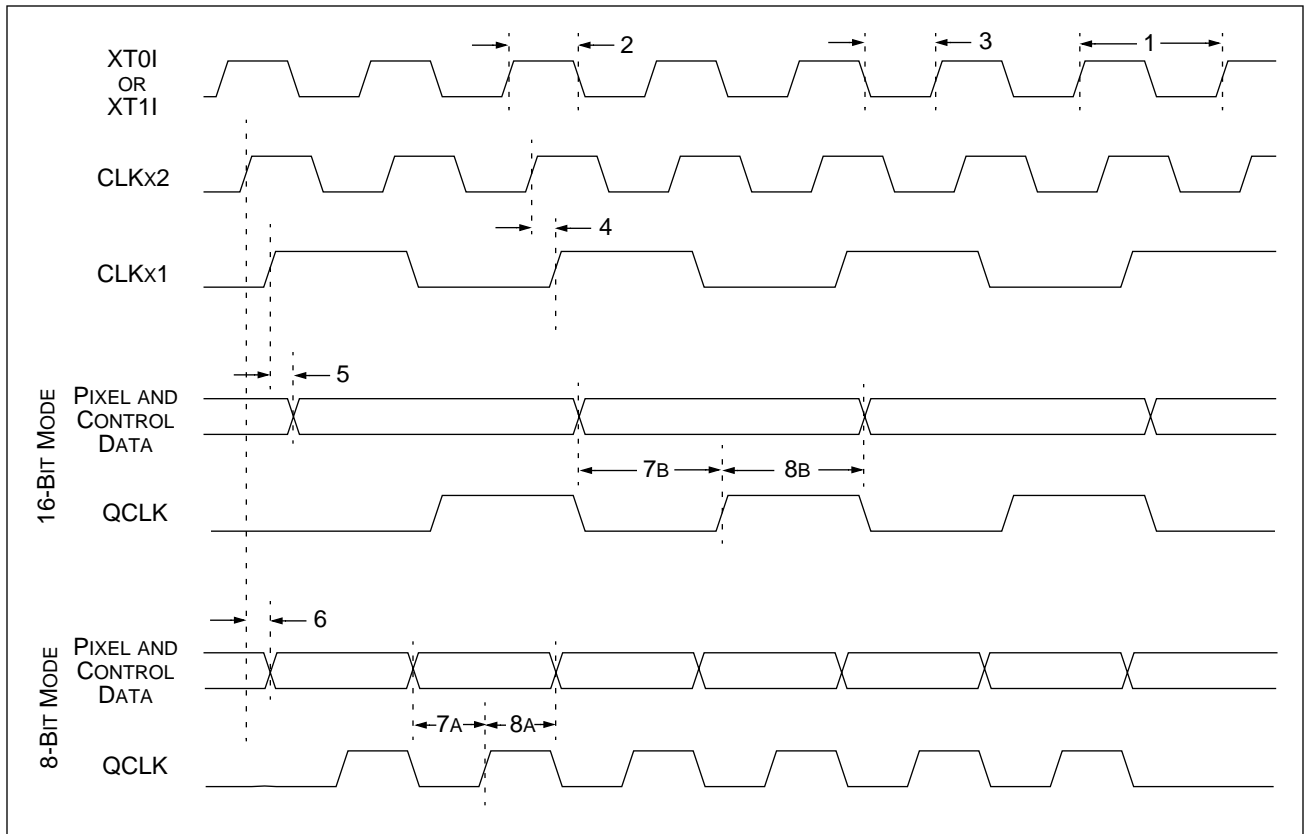 XT0I
OR
XT1I
2
3
1
CLKX2
4
CLKX1
16-BIT MODE
5
PIXEL AND
CONTROL
DATA
7B
8B
QCLK
8-BIT MODE
6
PIXEL AND
CONTROL
DATA
7A
8A
QCLK